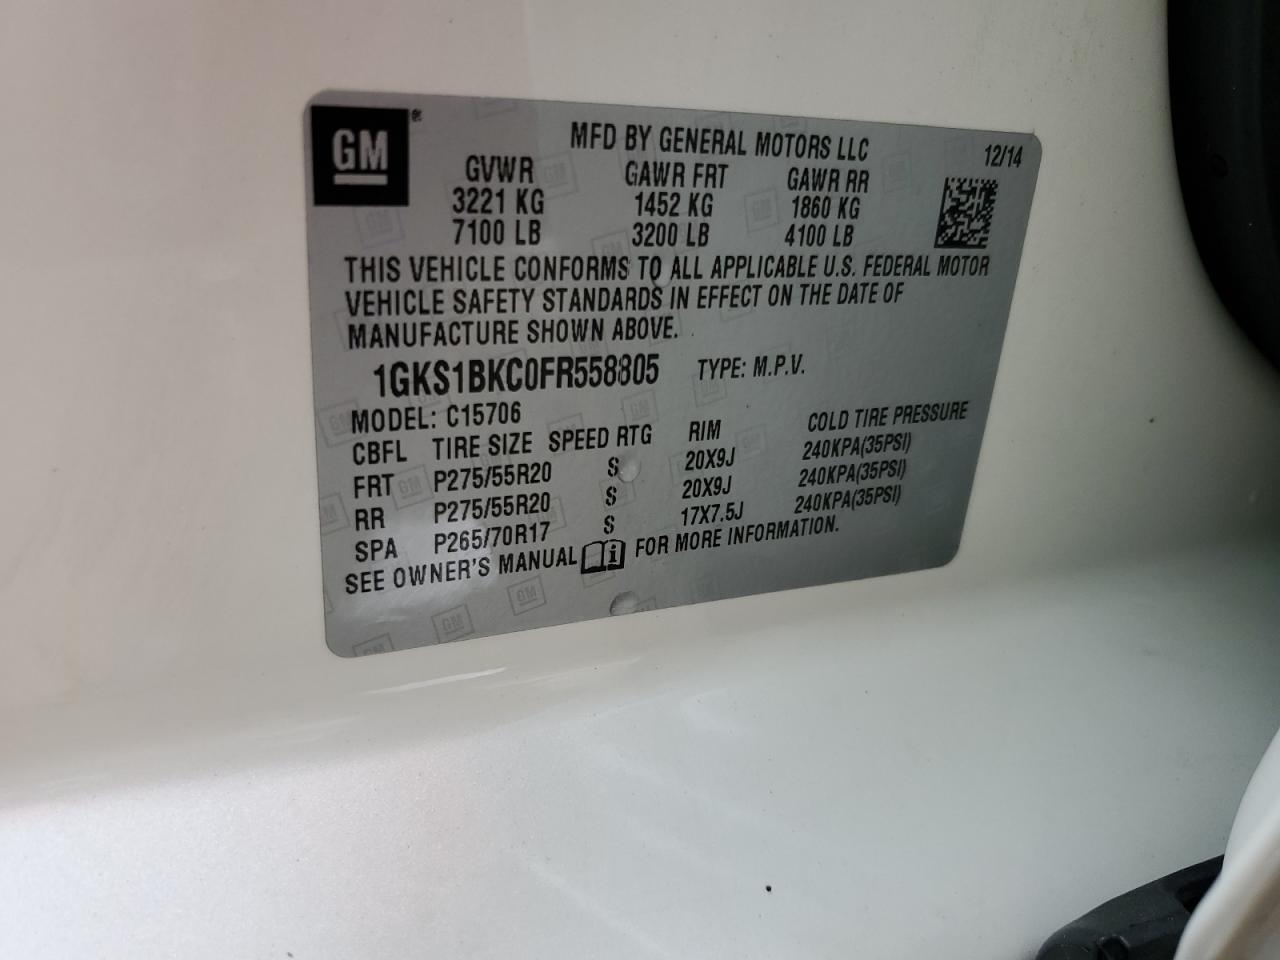 GM®
MFD BY GENERAL MOTORS LLC 12/14
GVWR GAWR FRT GAWR RR
3221 KG 1452 KG 1860 KG
7100 LB 3200 LB 4100 LB
THIS VEHICLE CONFORMS TO ALL APPLICABLE U.S. FEDERAL MOTOR
VEHICLE SAFETY STANDARDS IN EFFECT ON THE DATE OF
MANUFACTURE SHOWN ABOVE.
1GKS1BKC0FR558805 TYPE: M.P.V.
MODEL: C15706
CBFL TIRE SIZE SPEED RTG RIM COLD TIRE PRESSURE
FRT P275/55R20 S 20X9J 240KPA(35PSI)
RR P275/55R20 S 20X9J 240KPA(35PSI)
SPA P265/70R17 S 17X7.5J 240KPA(35PSI)
SEE OWNER'S MANUAL i FOR MORE INFORMATION.